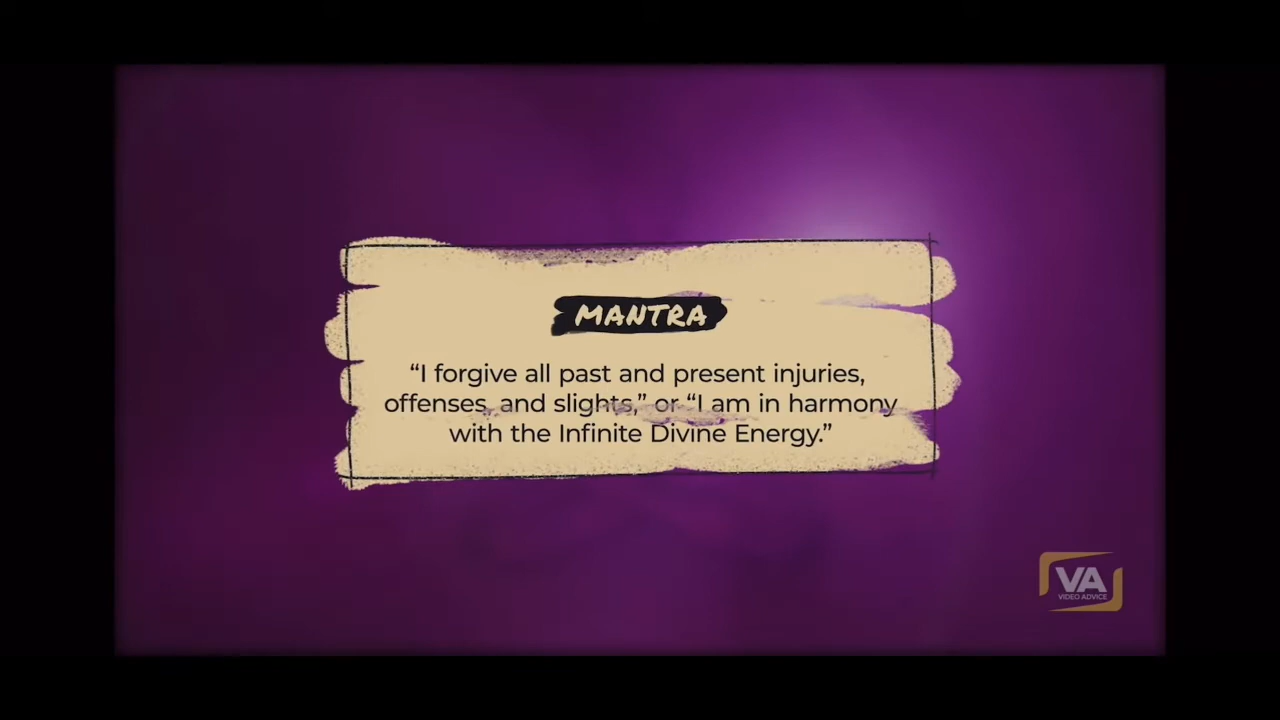 MANTRA
“I forgive all past and present injuries,
offenses, and slights,” or “I am in harmony
with the Infinite Divine Energy.”
VA
VIDEO ADVICE